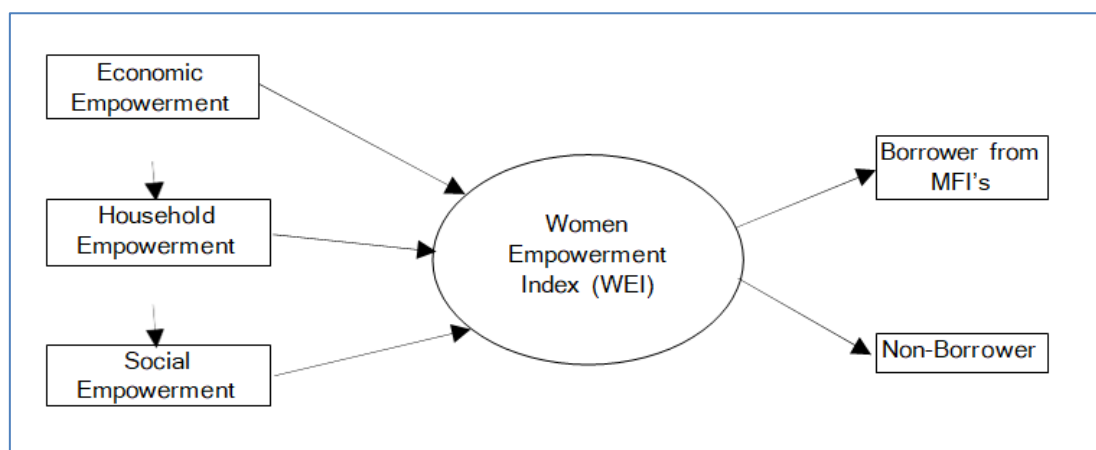 Economic
Empowerment
Household
Empowerment
Social
Empowerment
Women
Empowerment
Index (WEI)
Borrower from
MFI's
Non-Borrower